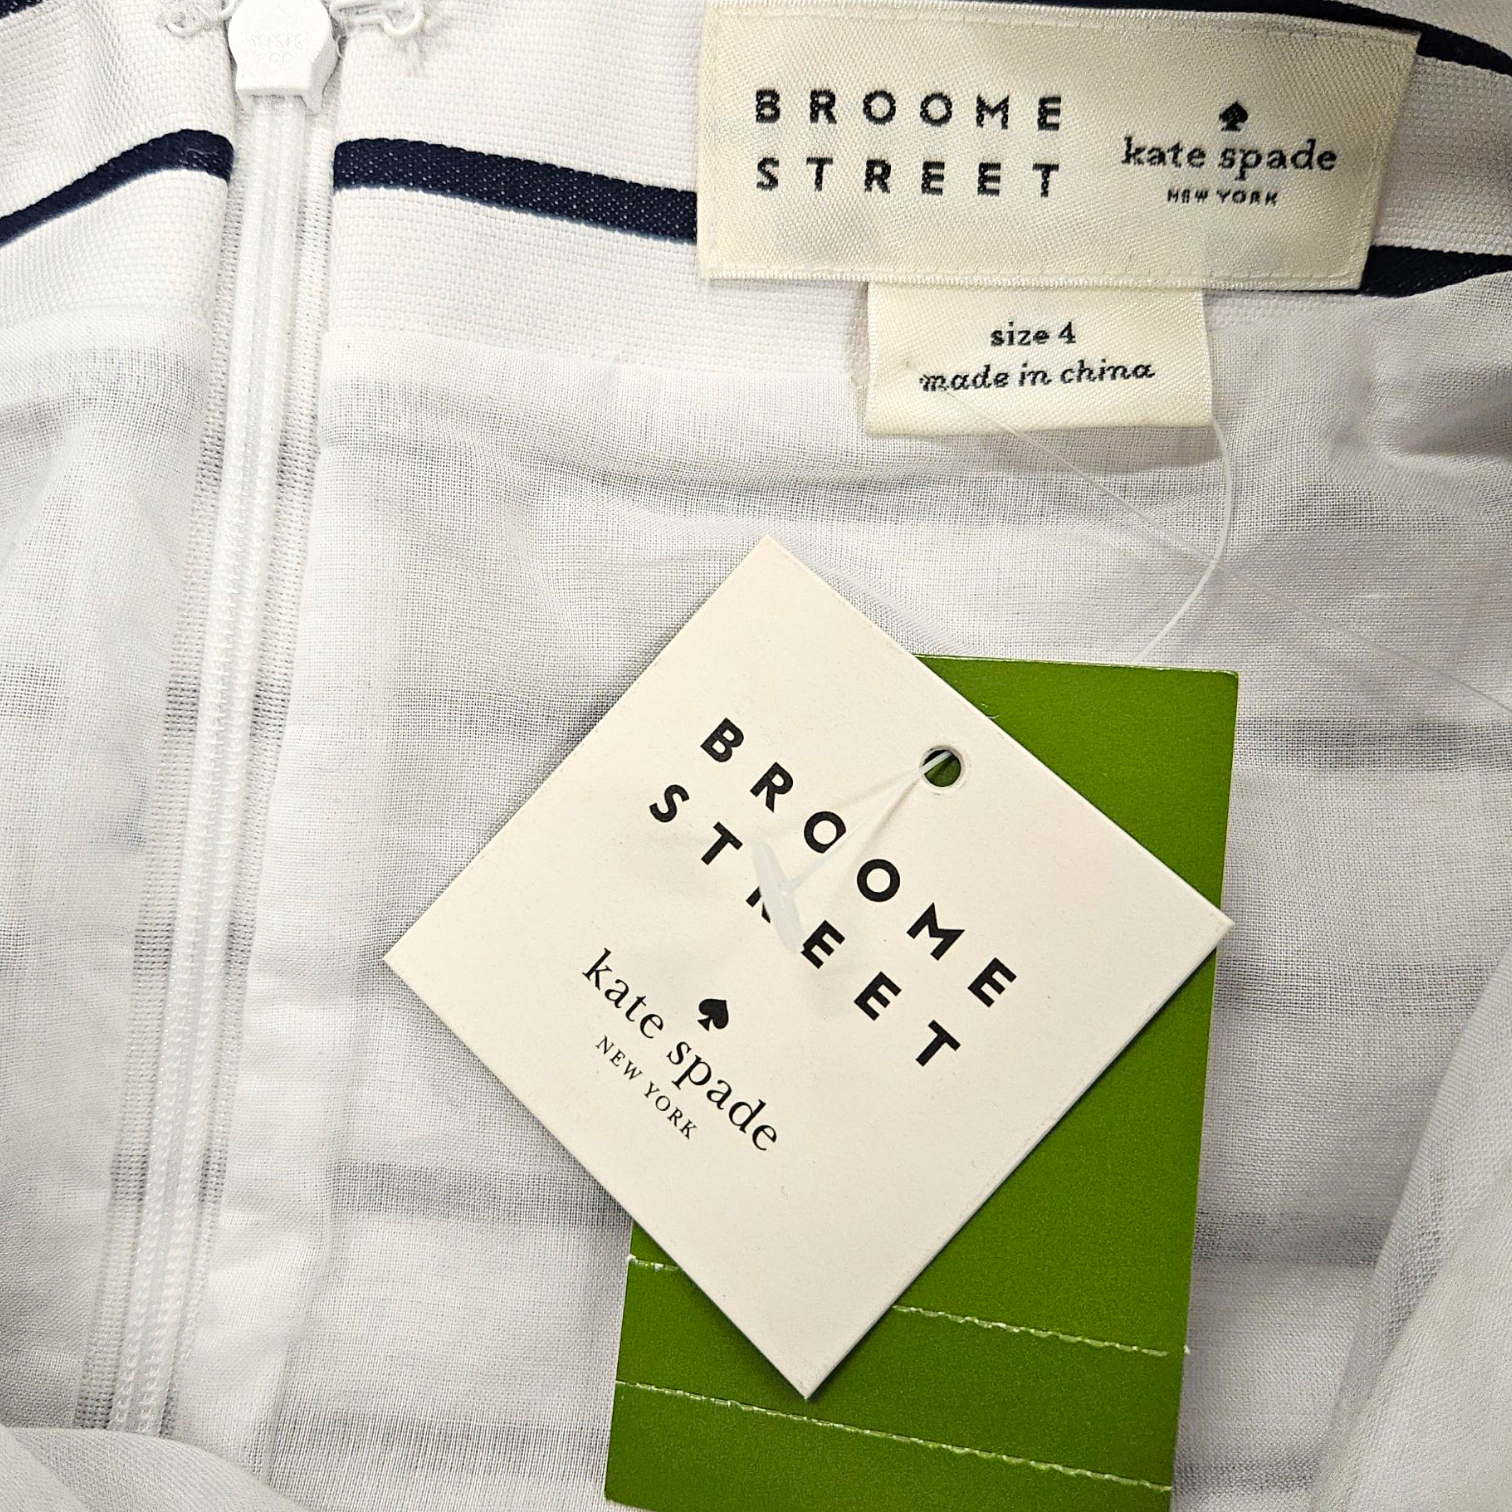 BROOME
STREET
kate spade
NEW YORK
size 4
made in china
BROOME
STREET
kate spade
NEW YORK